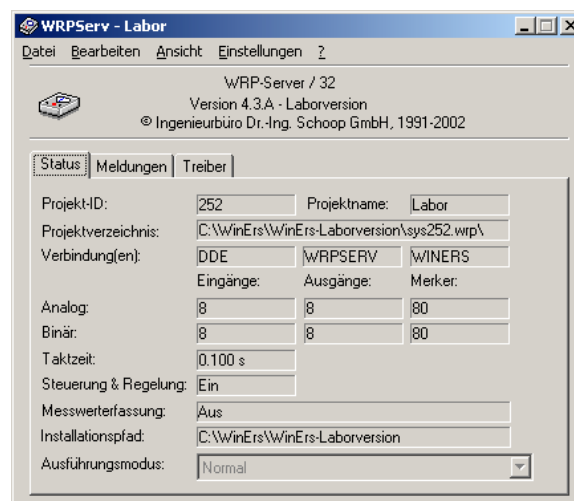 WRPServ - Labor
Datei Bearbeiten Ansicht Einstellungen ?
WRP-Server / 32
Version 4.3.A - Laborversion
© Ingenieurbüro Dr.-Ing. Schoop GmbH, 1991-2002
Status Meldungen Treiber
Projekt-ID: 252 Projektname: Labor
Projektverzeichnis: C:\WinErs\WinErs-Laborversion\sys252.wrp\
Verbindung(en): DDE WRPSERV WINERS
Eingänge: Ausgänge: Merker:
Analog: 8 8 80
Binär: 8 8 80
Taktzeit: 0.100 s
Steuerung & Regelung: Ein
Messwerterfassung: Aus
Installationspfad: C:\WinErs\WinErs-Laborversion
Ausführungsmodus: Normal